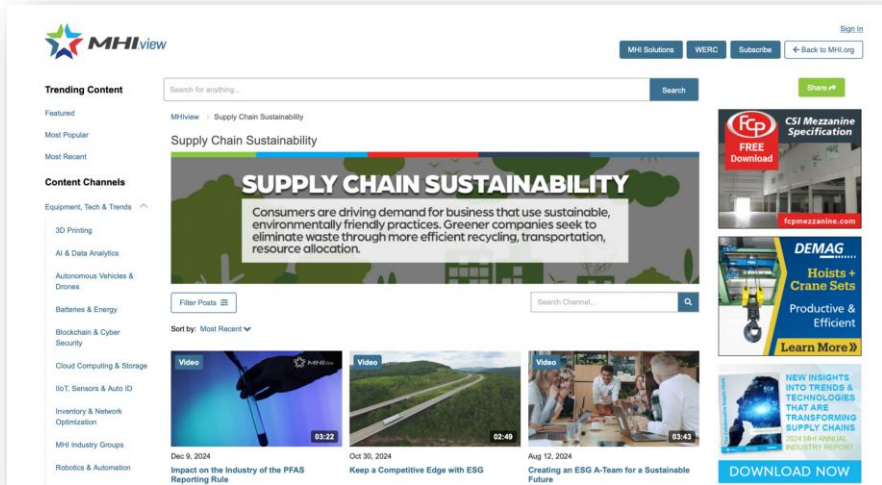 MHI.view
Sign In
MHI Solutions
WERC
Subscribe
← Back to MHI.org
Trending Content
Featured
Most Popular
Most Recent
Content Channels
Equipment, Tech & Trends
3D Printing
AI & Data Analytics
Autonomous Vehicles &
Drones
Batteries & Energy
Blockchain & Cyber
Security
Cloud Computing & Storage
IIoT, Sensors & Auto ID
Inventory & Network
Optimization
MHI Industry Groups
Robotics & Automation
Search for anything...
Search
MHIview
Supply Chain Sustainability
Supply Chain Sustainability
SUPPLY CHAIN SUSTAINABILITY
Consumers are driving demand for business that use sustainable,
environmentally friendly practices. Greener companies seek to
eliminate waste through more efficient recycling, transportation,
resource allocation.
Filter Posts
Search Channel...
Sort by: Most Recent
Video
MHIview
03:22
Dec 9, 2024
Impact on the Industry of the PFAS
Reporting Rule
Video
02:49
Oct 30, 2024
Keep a Competitive Edge with ESG
Video
03:43
Aug 12, 2024
Creating an ESG A-Team for a Sustainable
Future
Share
FCP
FREE
Download
CSI Mezzanine
Specification
fcpmezzanine.com
DEMAG
Hoists +
Crane Sets
Productive &
Efficient
Learn More
NEW INSIGHTS
INTO TRENDS &
TECHNOLOGIES
THAT ARE
TRANSFORMING
SUPPLY CHAINS
2024 MHI ANNUAL
INDUSTRY REPORT
DOWNLOAD NOW